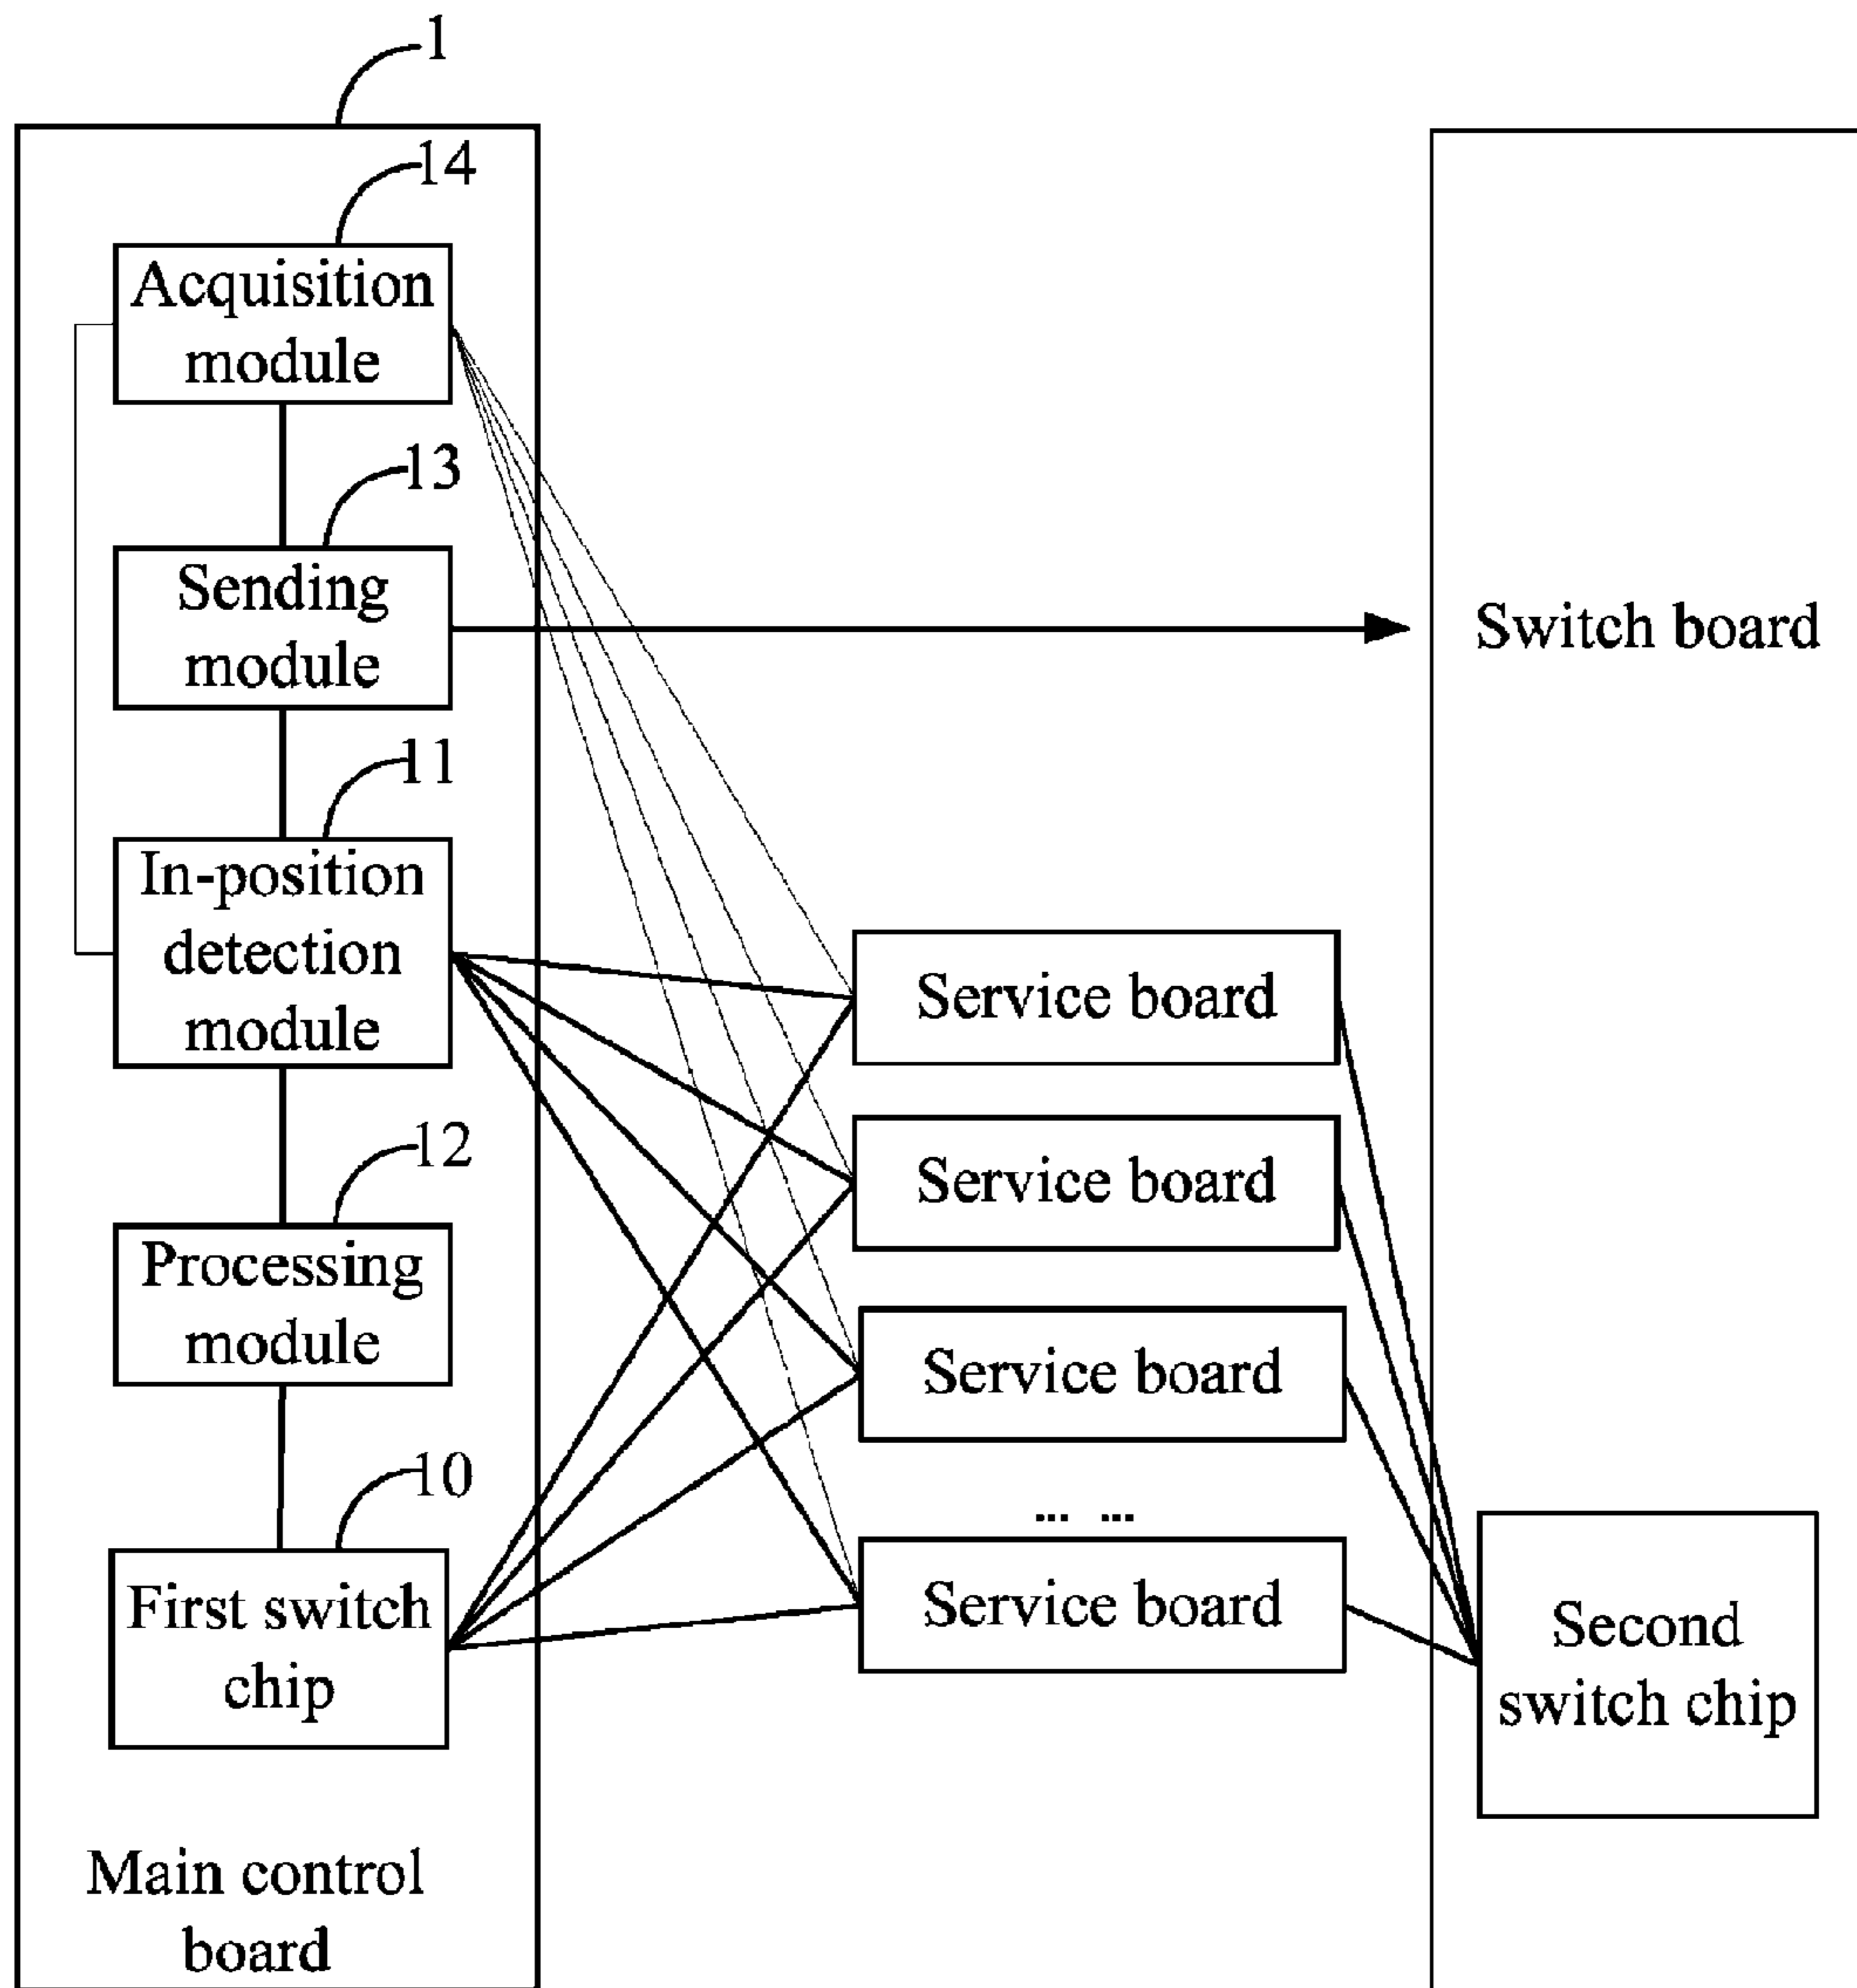 1
14
Acquisition
module
13
Sending
module
Switch board
11
In-position
detection
module
Service board
Service board
12
Processing
module
Service board
... ...
10
First switch
chip
Service board
Second
switch chip
Main control
board